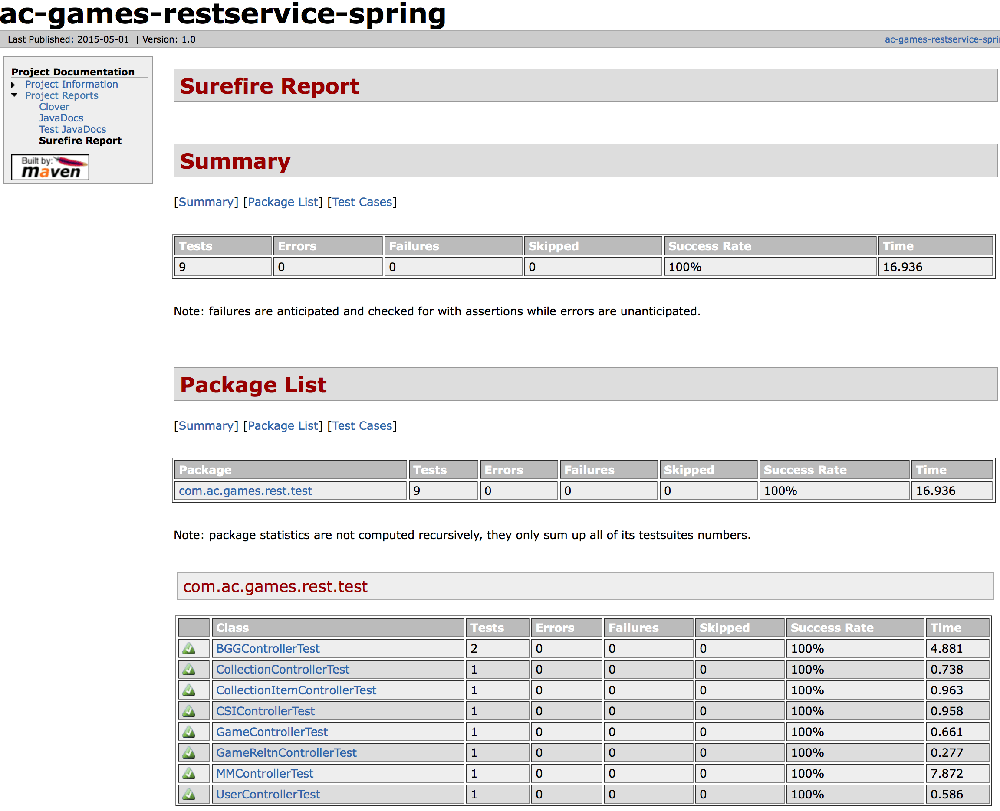 ac-games-restservice-spring
Last Published: 2015-05-01 | Version: 1.0
ac-games-restservice-sprin
Project Documentation
Project Information
Project Reports
Clover
JavaDocs
Test JavaDocs
Surefire Report
Built by:
maven
Surefire Report
Summary
[Summary] [Package List] [Test Cases]
Tests Errors Failures Skipped Success Rate Time
9 0 0 0 100% 16.936
Note: failures are anticipated and checked for with assertions while errors are unanticipated.
Package List
[Summary] [Package List] [Test Cases]
Package Tests Errors Failures Skipped Success Rate Time
com.ac.games.rest.test 9 0 0 0 100% 16.936
Note: package statistics are not computed recursively, they only sum up all of its testsuites numbers.
com.ac.games.rest.test
Class Tests Errors Failures Skipped Success Rate Time
BGGControllerTest 2 0 0 0 100% 4.881
CollectionControllerTest 1 0 0 0 100% 0.738
CollectionItemControllerTest 1 0 0 0 100% 0.963
CSIControllerTest 1 0 0 0 100% 0.958
GameControllerTest 1 0 0 0 100% 0.661
GameReltnControllerTest 1 0 0 0 100% 0.277
MMControllerTest 1 0 0 0 100% 7.872
UserControllerTest 1 0 0 0 100% 0.586